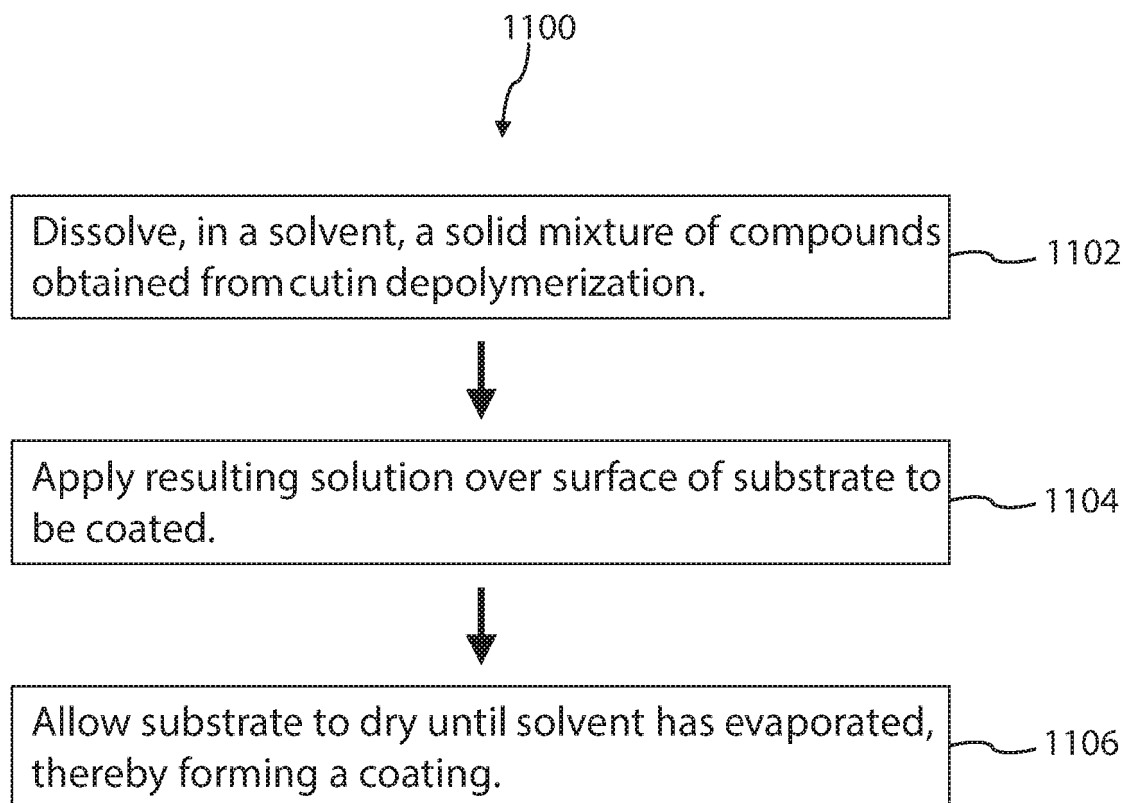 1100
Dissolve, in a solvent, a solid mixture of compounds
obtained from cutin depolymerization.
1102
Apply resulting solution over surface of substrate to
be coated.
1104
Allow substrate to dry until solvent has evaporated,
thereby forming a coating.
1106